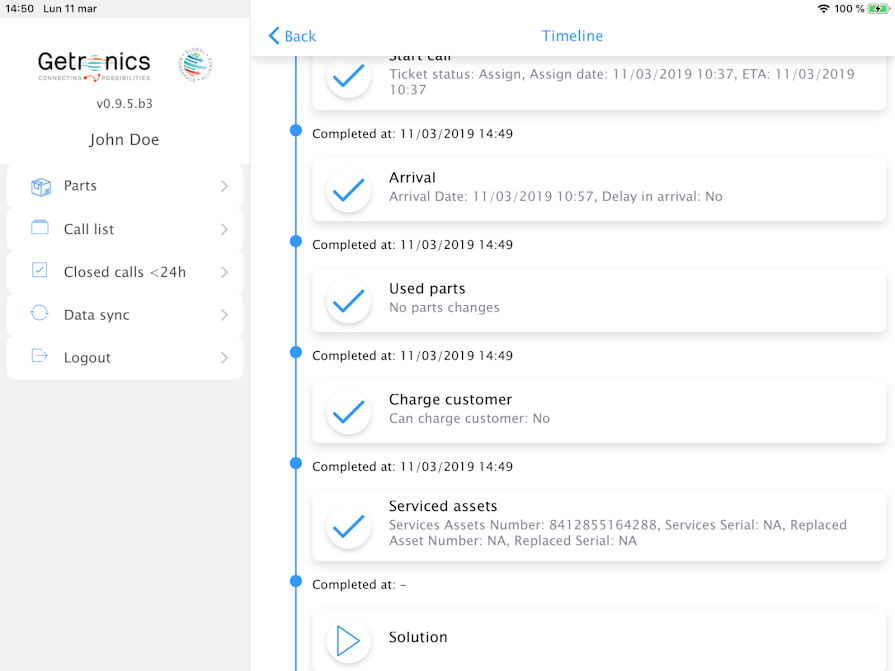 14:50 Lun 11 mar
100 %
Getronics
CONNECTING POSSIBILITIES
v0.9.5.b3
John Doe
Parts
Call list
Closed calls <24h
Data sync
Logout
Back
Timeline
Start call
Ticket status: Assign, Assign date: 11/03/2019 10:37, ETA: 11/03/2019
10:37
Completed at: 11/03/2019 14:49
Arrival
Arrival Date: 11/03/2019 10:57, Delay in arrival: No
Completed at: 11/03/2019 14:49
Used parts
No parts changes
Completed at: 11/03/2019 14:49
Charge customer
Can charge customer: No
Completed at: 11/03/2019 14:49
Serviced assets
Services Assets Number: 8412855164288, Services Serial: NA, Replaced
Asset Number: NA, Replaced Serial: NA
Completed at: –
Solution